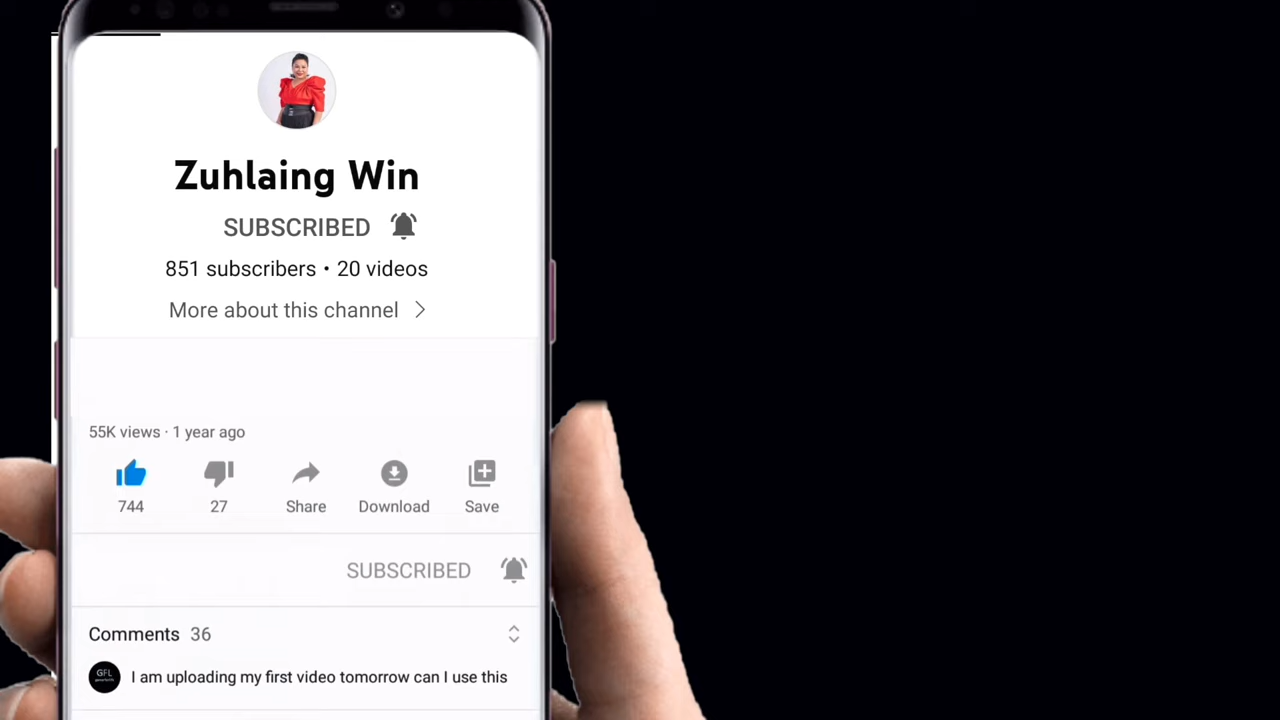 Zuhlaing Win
SUBSCRIBED
851 subscribers • 20 videos
More about this channel
55K views · 1 year ago
744
27
Share
Download
Save
SUBSCRIBED
Comments 36
GFL
I am uploading my first video tomorrow can I use this